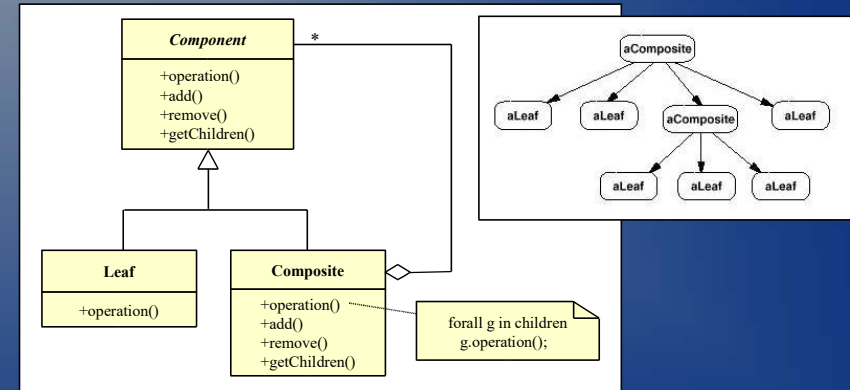 Component
*
+operation()
+add()
+remove()
+getChildren()
Leaf
+operation()
Composite
+operation()
+add()
+remove()
+getChildren()
forall g in children
g.operation();
aComposite
aLeaf aLeaf aComposite aLeaf
aLeaf aLeaf aLeaf